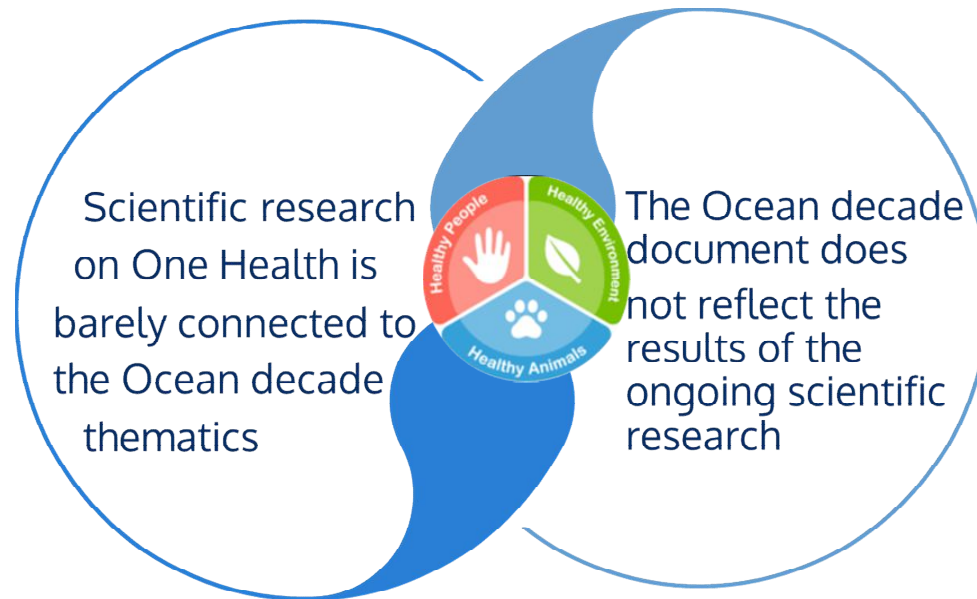 Scientific research
on One Health is
barely connected to
the Ocean decade
thematics
Healthy People
Healthy Environment
Healthy Animals
The Ocean decade
document does
not reflect the
results of the
ongoing scientific
research